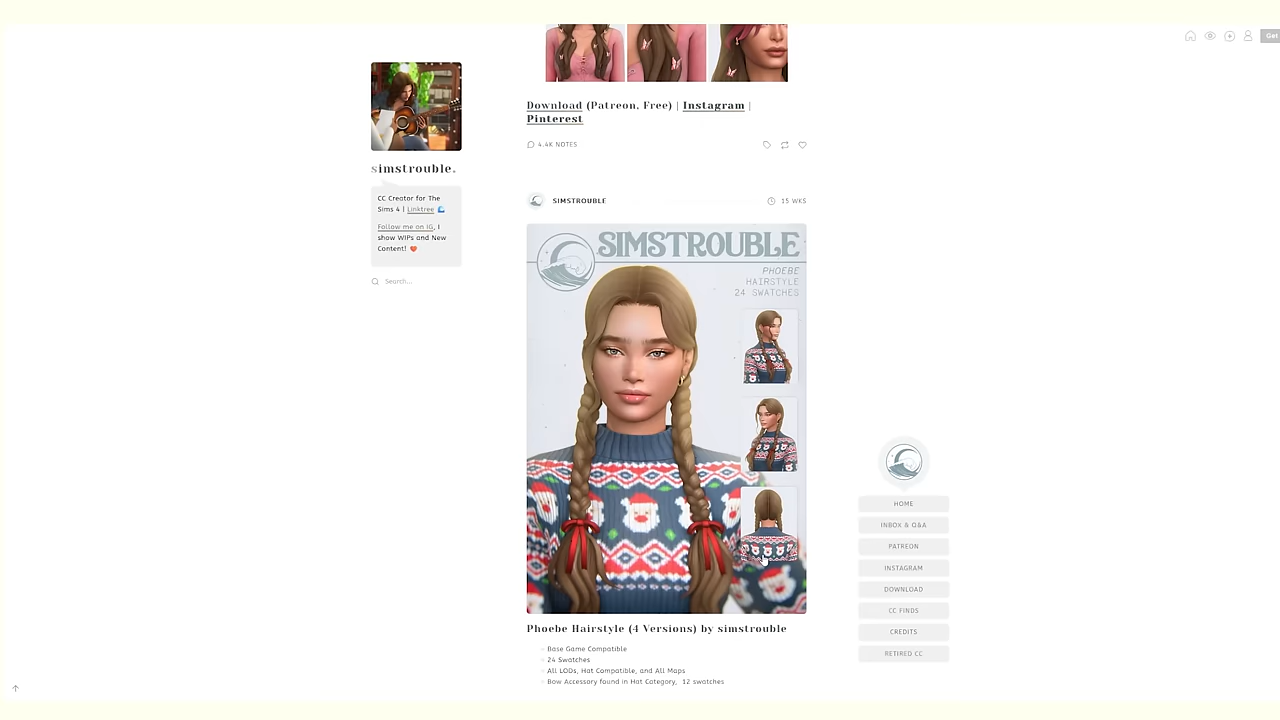 Get
simstrouble.
CC Creator for The
Sims 4 | Linktree
Follow me on IG, I
show WIPs and New
Content!
Search...
Download (Patreon, Free) | Instagram |
Pinterest
4.4K NOTES
SIMSTROUBLE
15 WKS
SIMSTROUBLE
PHOEBE
HAIRSTYLE
24 SWATCHES
Phoebe Hairstyle (4 Versions) by simstrouble
Base Game Compatible
24 Swatches
All LODs, Hat Compatible, and All Maps
Bow Accessory found in Hat Category, 12 swatches
HOME
INBOX & Q&A
PATREON
INSTAGRAM
DOWNLOAD
CC FINDS
CREDITS
RETIRED CC